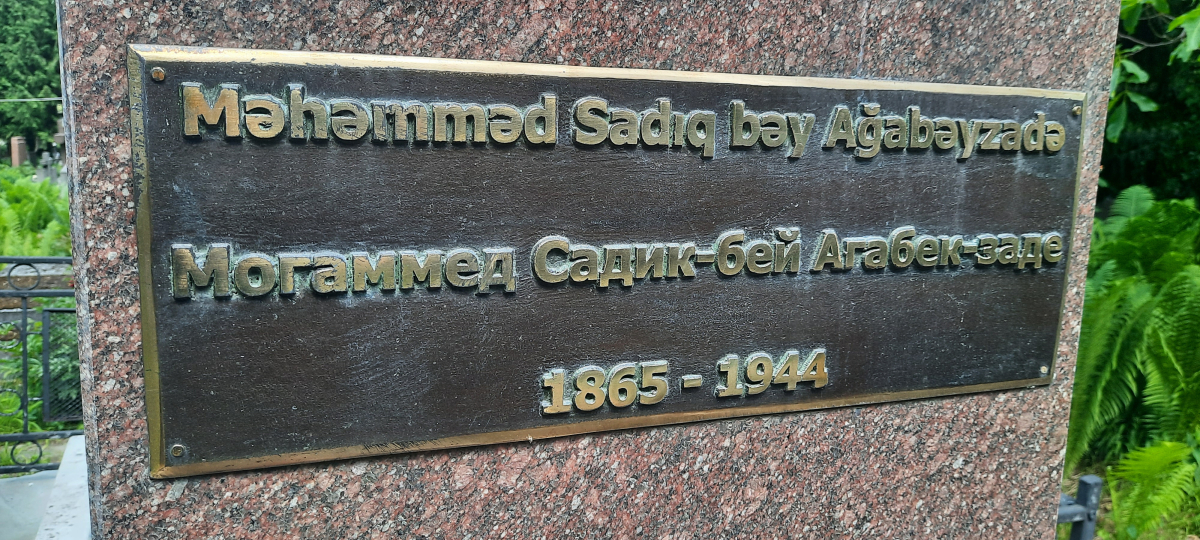 Məhəmməd Sadıq bəy Ağabəyzadə
Могаммед Садик-бей Агабек-заде
1865 - 1944